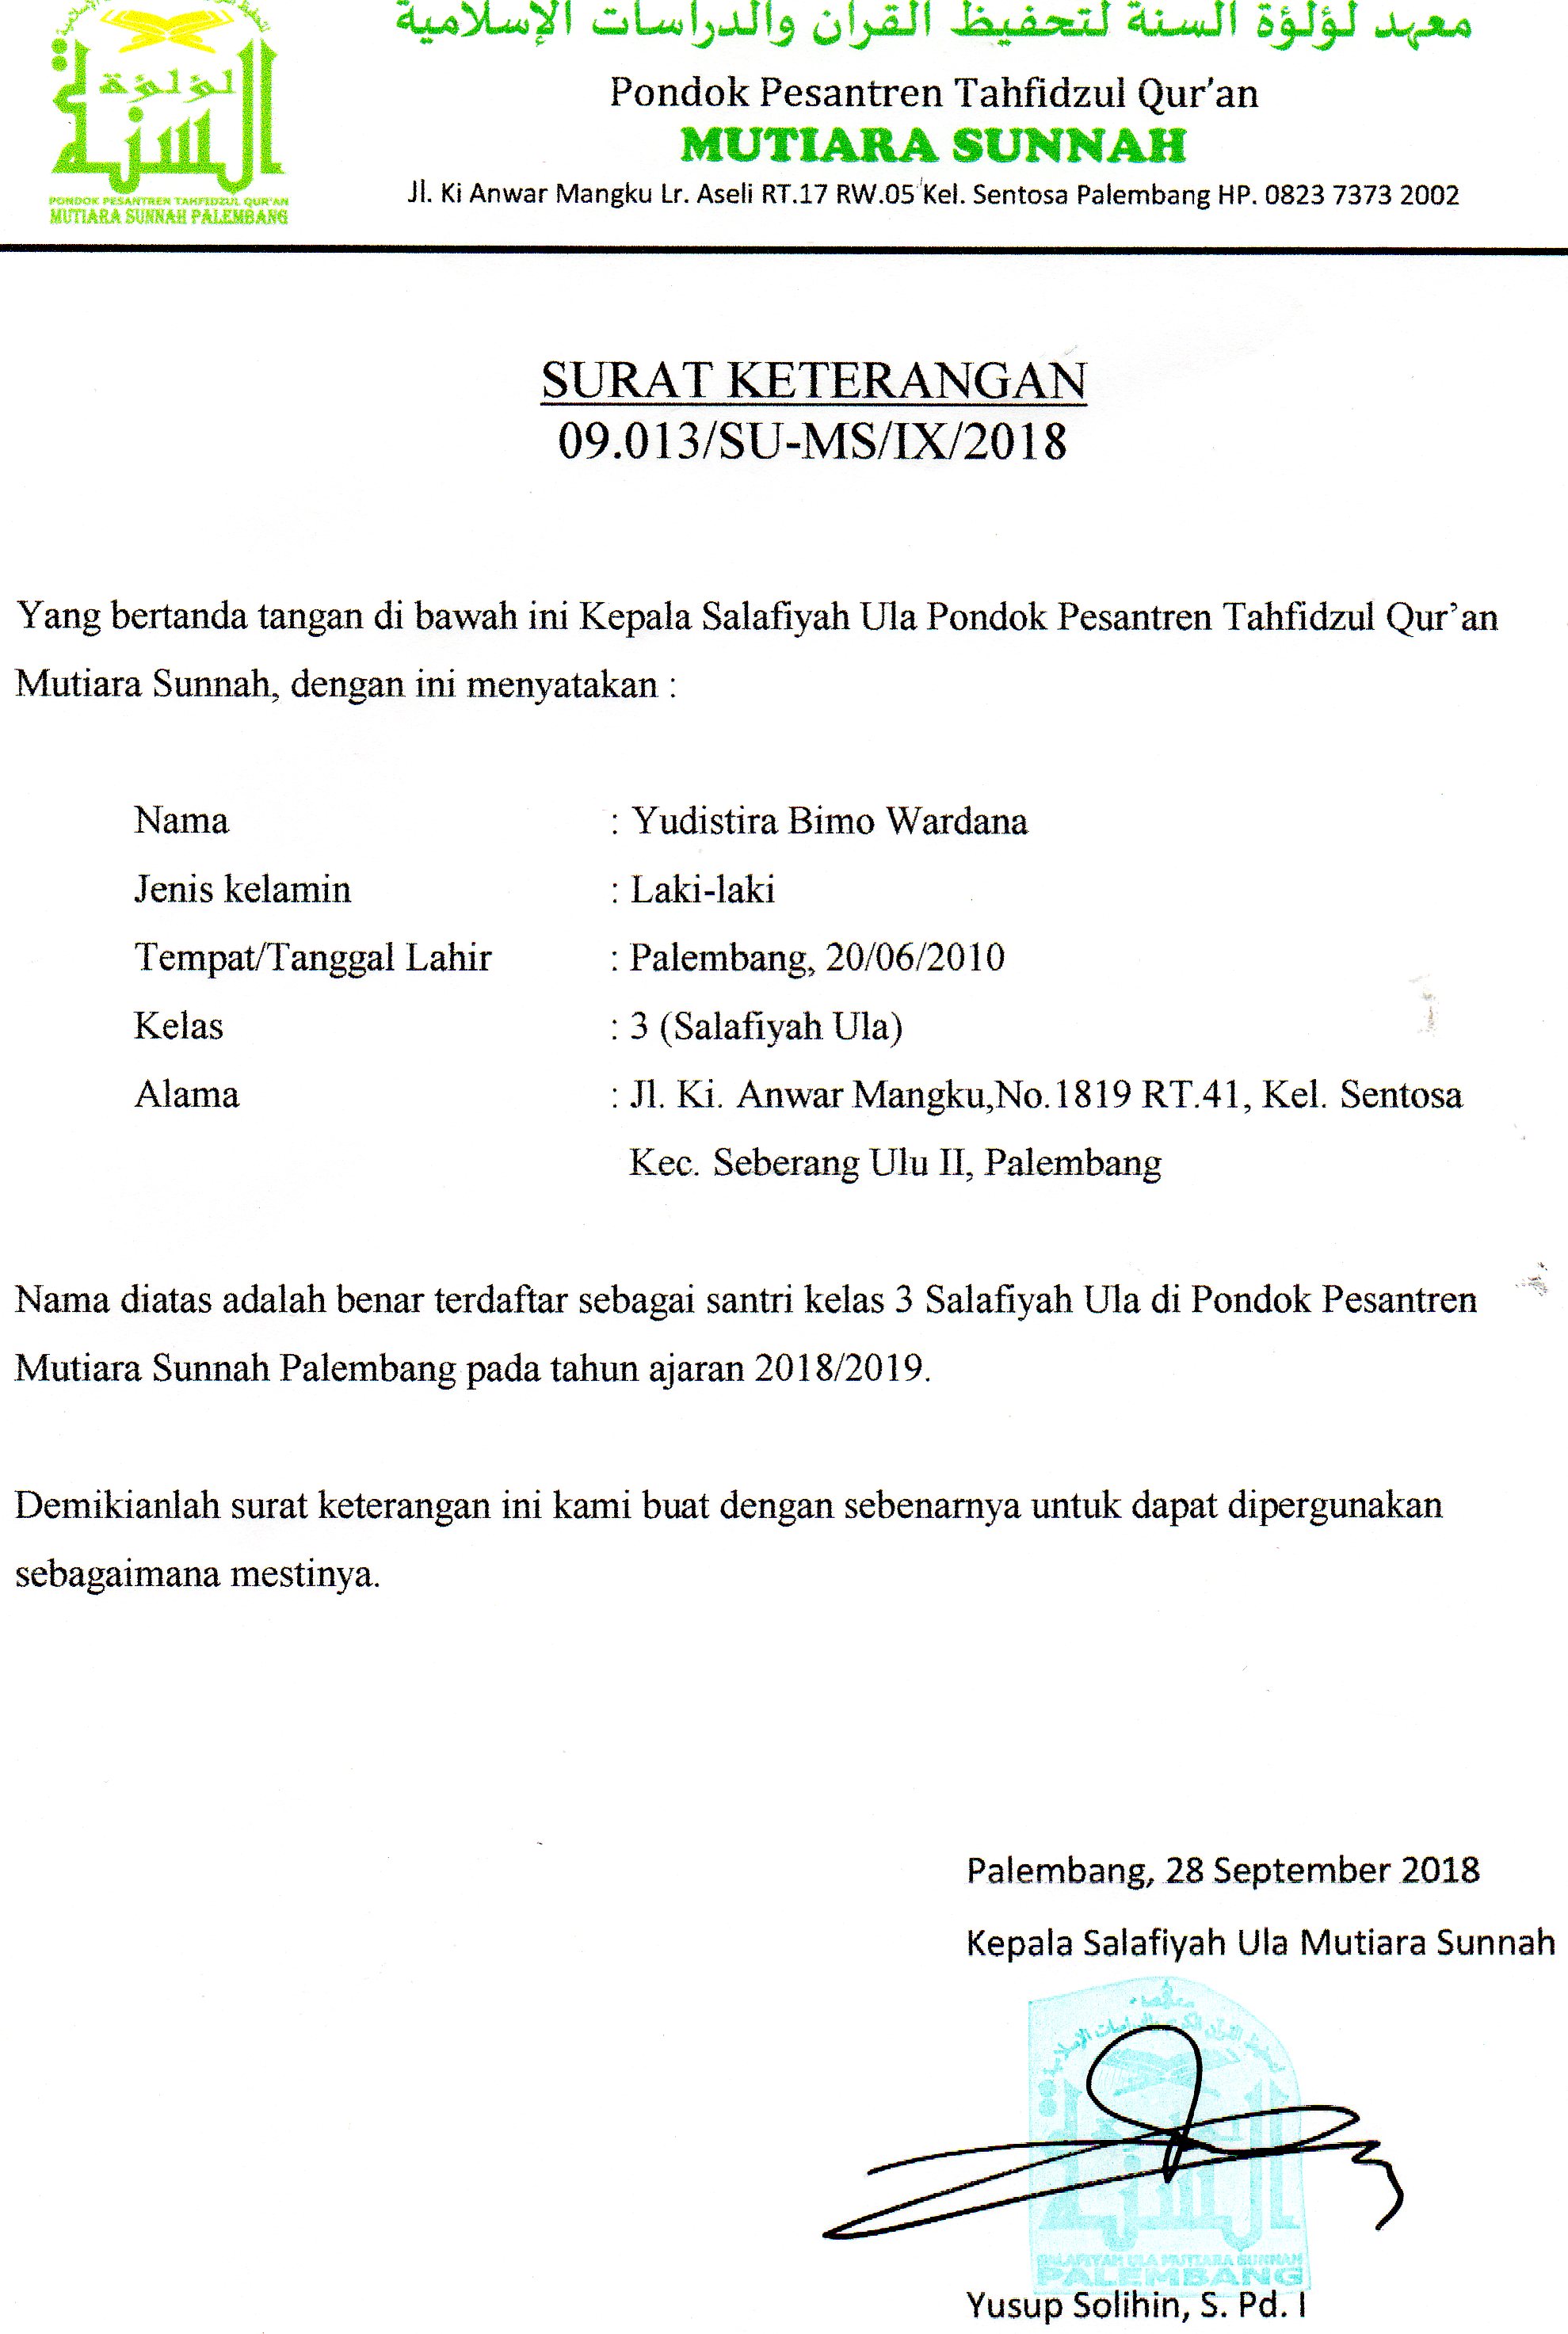 معهد لؤلؤة السنة لتحفيظ القرآن والدراسات الإسلامية
لؤلؤة
السنة
PONDOK PESANTREN TAHFIDZUL QUR'AN
MUTIARA SUNNAH PALEMBANG
Pondok Pesantren Tahfidzul Qur'an
MUTIARA SUNNAH
Jl. Ki Anwar Mangku Lr. Aseli RT.17 RW.05 Kel. Sentosa Palembang HP. 0823 7373 2002
SURAT KETERANGAN
09.013/SU-MS/IX/2018
Yang bertanda tangan di bawah ini Kepala Salafiyah Ula Pondok Pesantren Tahfidzul Qur'an
Mutiara Sunnah, dengan ini menyatakan :
Nama : Yudistira Bimo Wardana
Jenis kelamin : Laki-laki
Tempat/Tanggal Lahir : Palembang, 20/06/2010
Kelas : 3 (Salafiyah Ula)
Alama : Jl. Ki. Anwar Mangku,No.1819 RT.41, Kel. Sentosa
Kec. Seberang Ulu II, Palembang
Nama diatas adalah benar terdaftar sebagai santri kelas 3 Salafiyah Ula di Pondok Pesantren
Mutiara Sunnah Palembang pada tahun ajaran 2018/2019.
Demikianlah surat keterangan ini kami buat dengan sebenarnya untuk dapat dipergunakan
sebagaimana mestinya.
Palembang, 28 September 2018
Kepala Salafiyah Ula Mutiara Sunnah
السنة
SALAFIYAH ULA MUTIARA SUNNAH
PALEMBANG
Yusup Solihin, S. Pd. I